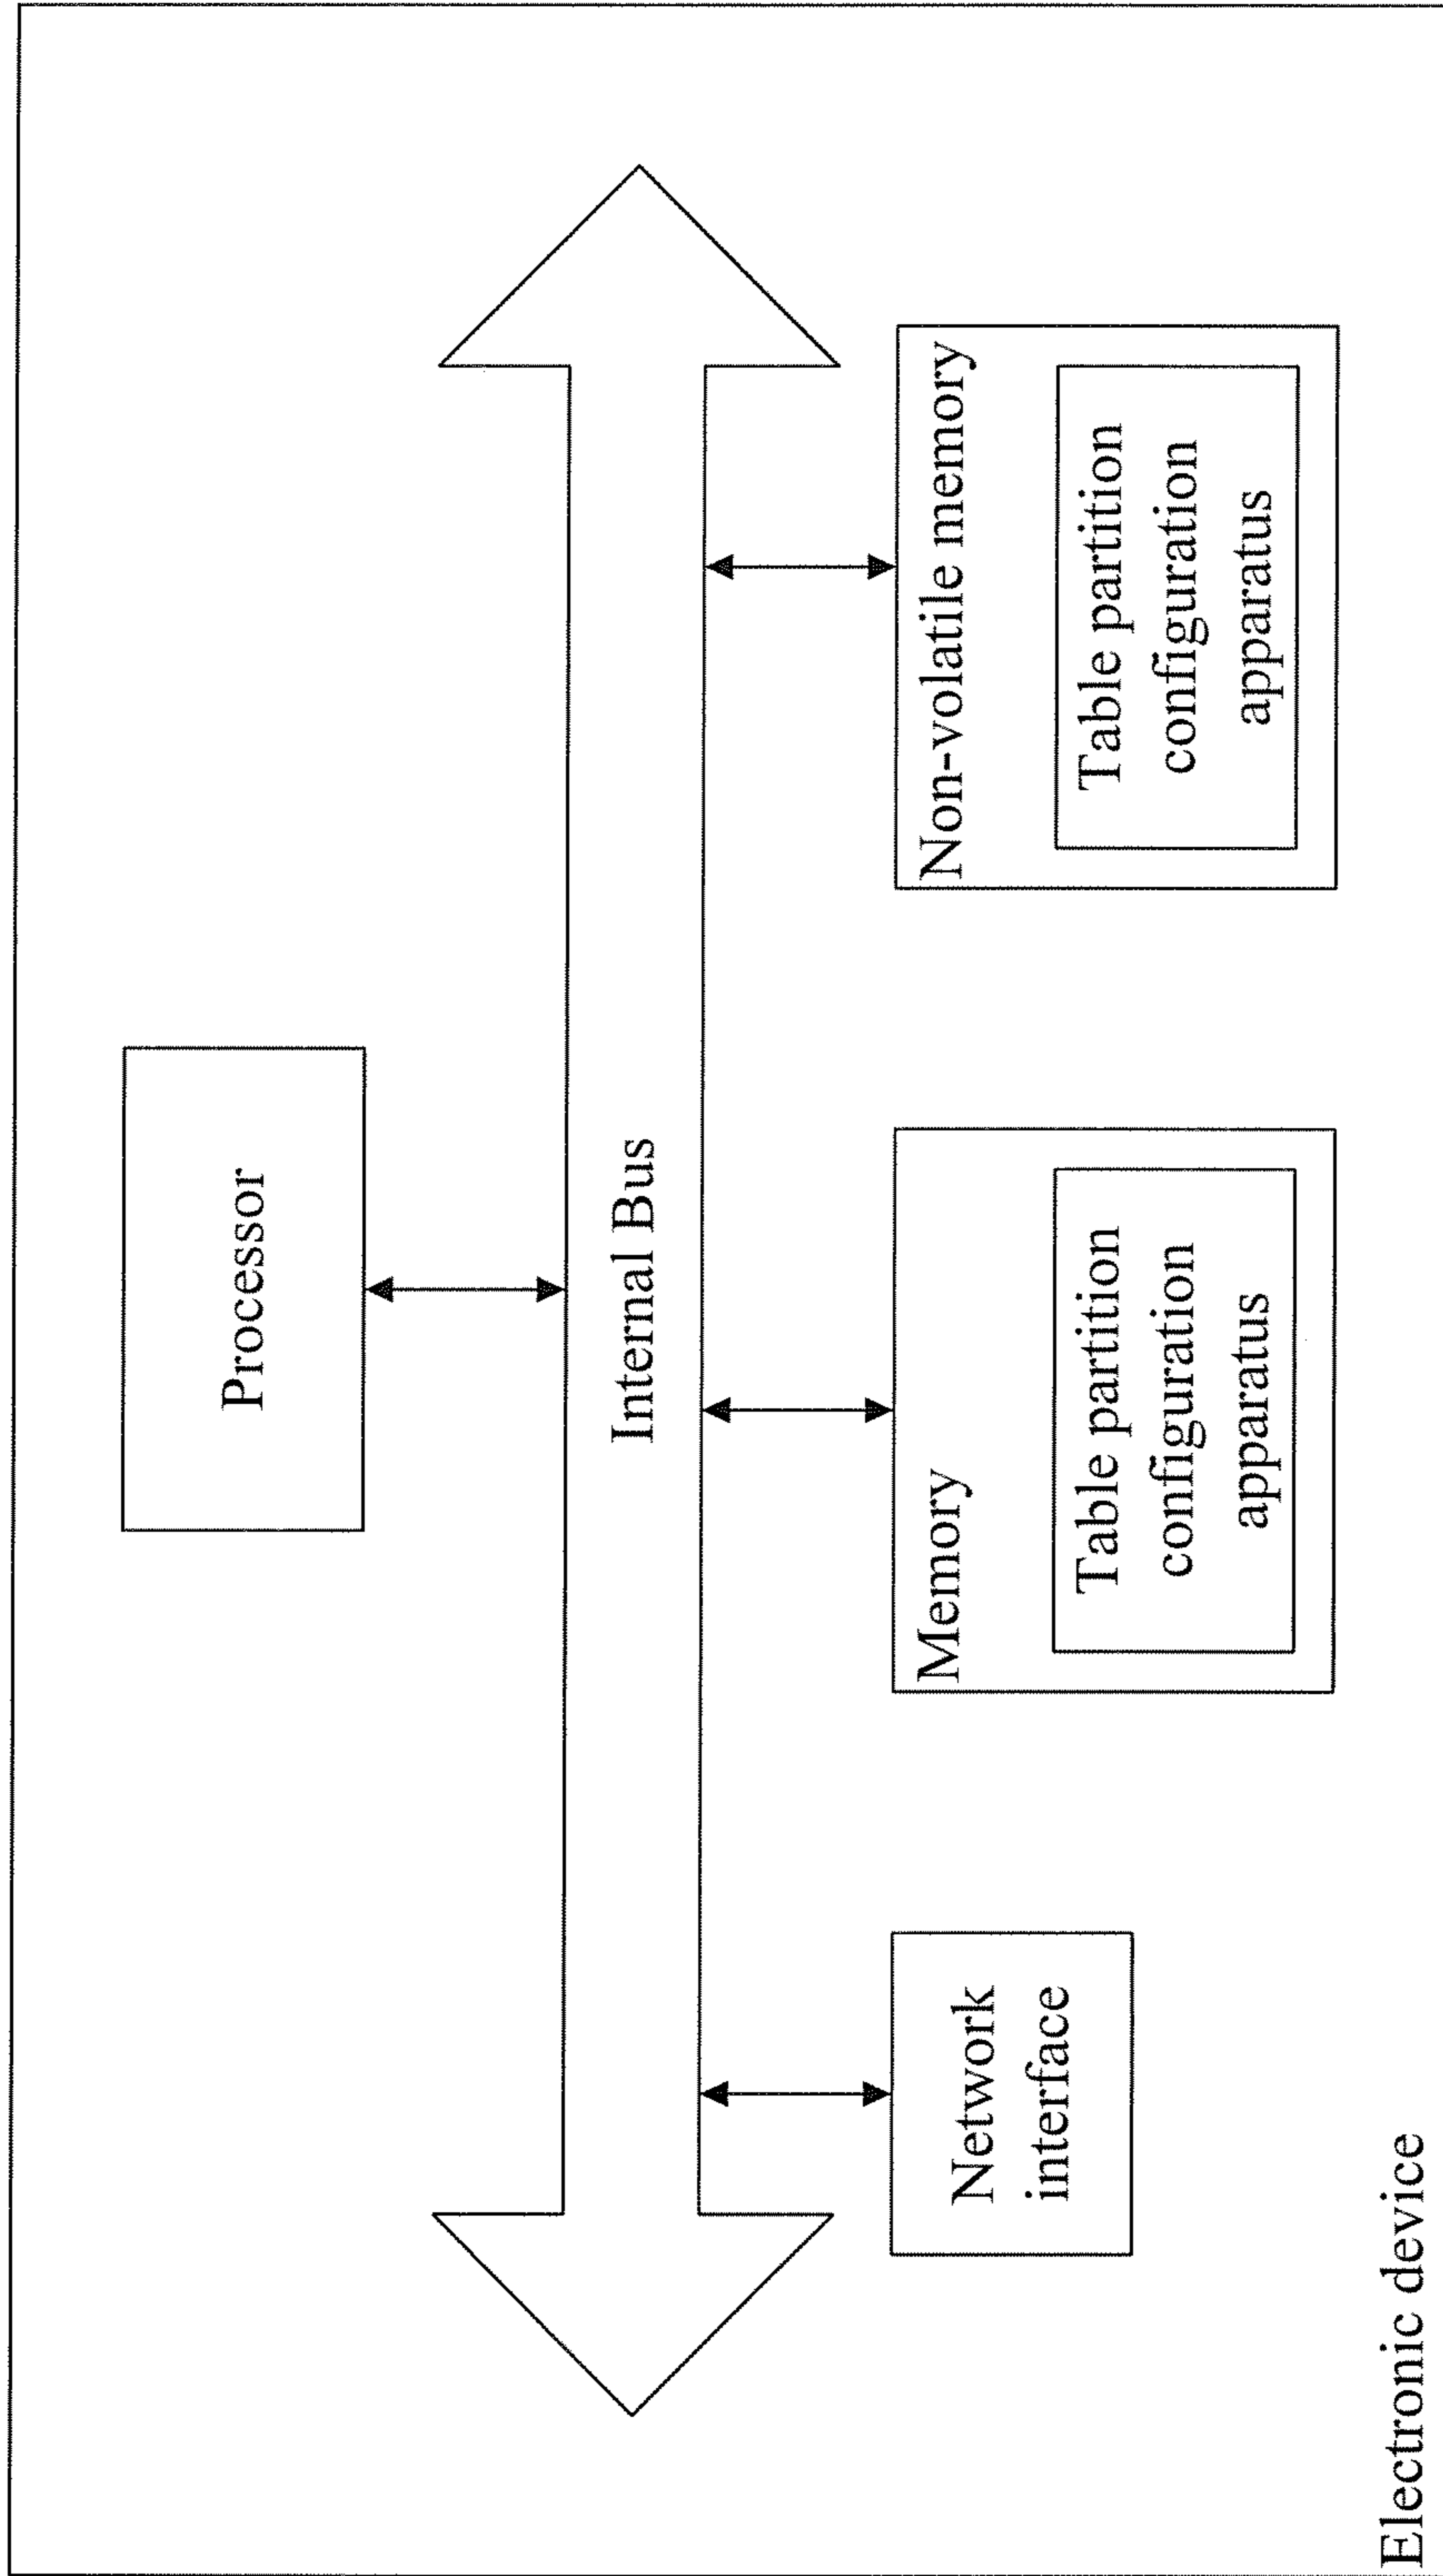 Processor
Internal Bus
Network
interface
Memory
Table partition
configuration
apparatus
Non-volatile memory
Table partition
configuration
apparatus
Electronic device